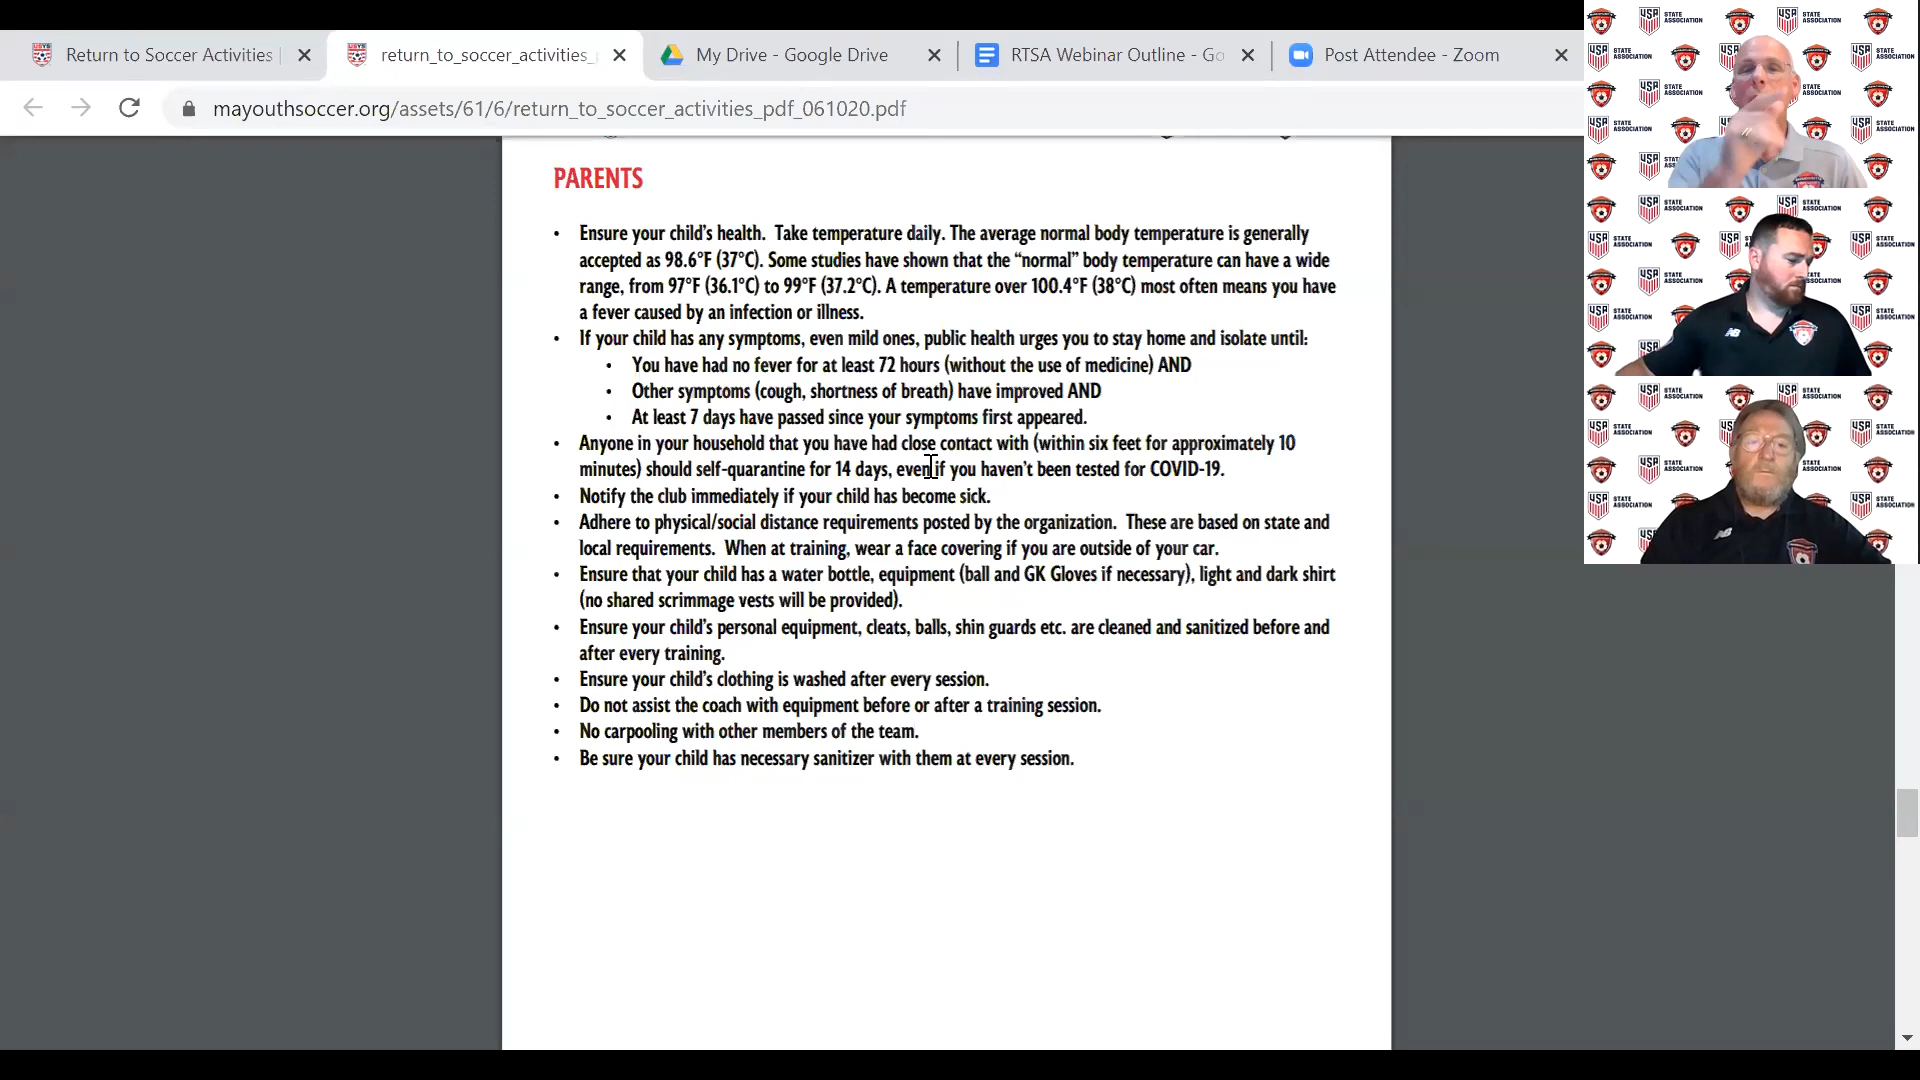 Return to Soccer Activities
return_to_soccer_activities_
My Drive - Google Drive
RTSA Webinar Outline - Go
Post Attendee - Zoom
mayouthsoccer.org/assets/61/6/return_to_soccer_activities_pdf_061020.pdf
PARENTS
• Ensure your child's health. Take temperature daily. The average normal body temperature is generally
accepted as 98.6°F (37°C). Some studies have shown that the “normal” body temperature can have a wide
range, from 97°F (36.1°C) to 99°F (37.2°C). A temperature over 100.4°F (38°C) most often means you have
a fever caused by an infection or illness.
• If your child has any symptoms, even mild ones, public health urges you to stay home and isolate until:
• You have had no fever for at least 72 hours (without the use of medicine) AND
• Other symptoms (cough, shortness of breath) have improved AND
• At least 7 days have passed since your symptoms first appeared.
• Anyone in your household that you have had close contact with (within six feet for approximately 10
minutes) should self-quarantine for 14 days, even if you haven't been tested for COVID-19.
• Notify the club immediately if your child has become sick.
• Adhere to physical/social distance requirements posted by the organization. These are based on state and
local requirements. When at training, wear a face covering if you are outside of your car.
• Ensure that your child has a water bottle, equipment (ball and GK Gloves if necessary), light and dark shirt
(no shared scrimmage vests will be provided).
• Ensure your child's personal equipment, cleats, balls, shin guards etc. are cleaned and sanitized before and
after every training.
• Ensure your child's clothing is washed after every session.
• Do not assist the coach with equipment before or after a training session.
• No carpooling with other members of the team.
• Be sure your child has necessary sanitizer with them at every session.
USA STATE ASSOCIATION
NB